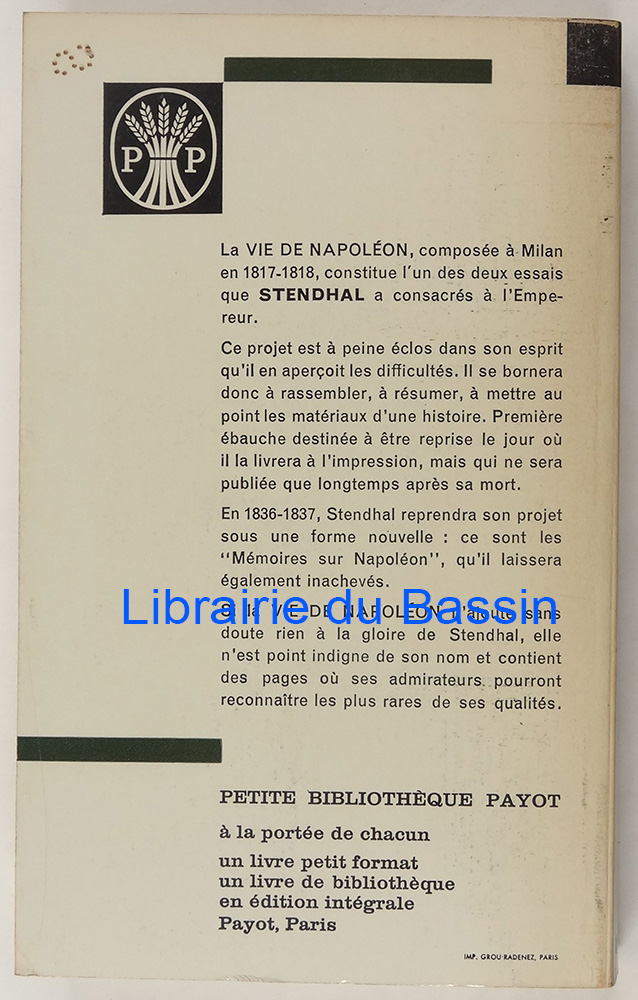 P P
La VIE DE NAPOLÉON, composée à Milan
en 1817-1818, constitue l'un des deux essais
que STENDHAL a consacrés à l'Empe-
reur.
Ce projet est à peine éclos dans son esprit
qu'il en aperçoit les difficultés. Il se bornera
donc à rassembler, à résumer, à mettre au
point les matériaux d'une histoire. Première
ébauche destinée à être reprise le jour où
il la livrera à l'impression, mais qui ne sera
publiée que longtemps après sa mort.
En 1836-1837, Stendhal reprendra son projet
sous une forme nouvelle : ce sont les
"Mémoires sur Napoléon", qu'il laissera
également inachevés.
Librairie du Bassin
Si la VIE DE NAPOLÉON n'ajoute sans
doute rien à la gloire de Stendhal, elle
n'est point indigne de son nom et contient
des pages où ses admirateurs pourront
reconnaître les plus rares de ses qualités.
PETITE BIBLIOTHÈQUE PAYOT
à la portée de chacun
un livre petit format
un livre de bibliothèque
en édition intégrale
Payot, Paris
IMP. GROU-RADENEZ, PARIS